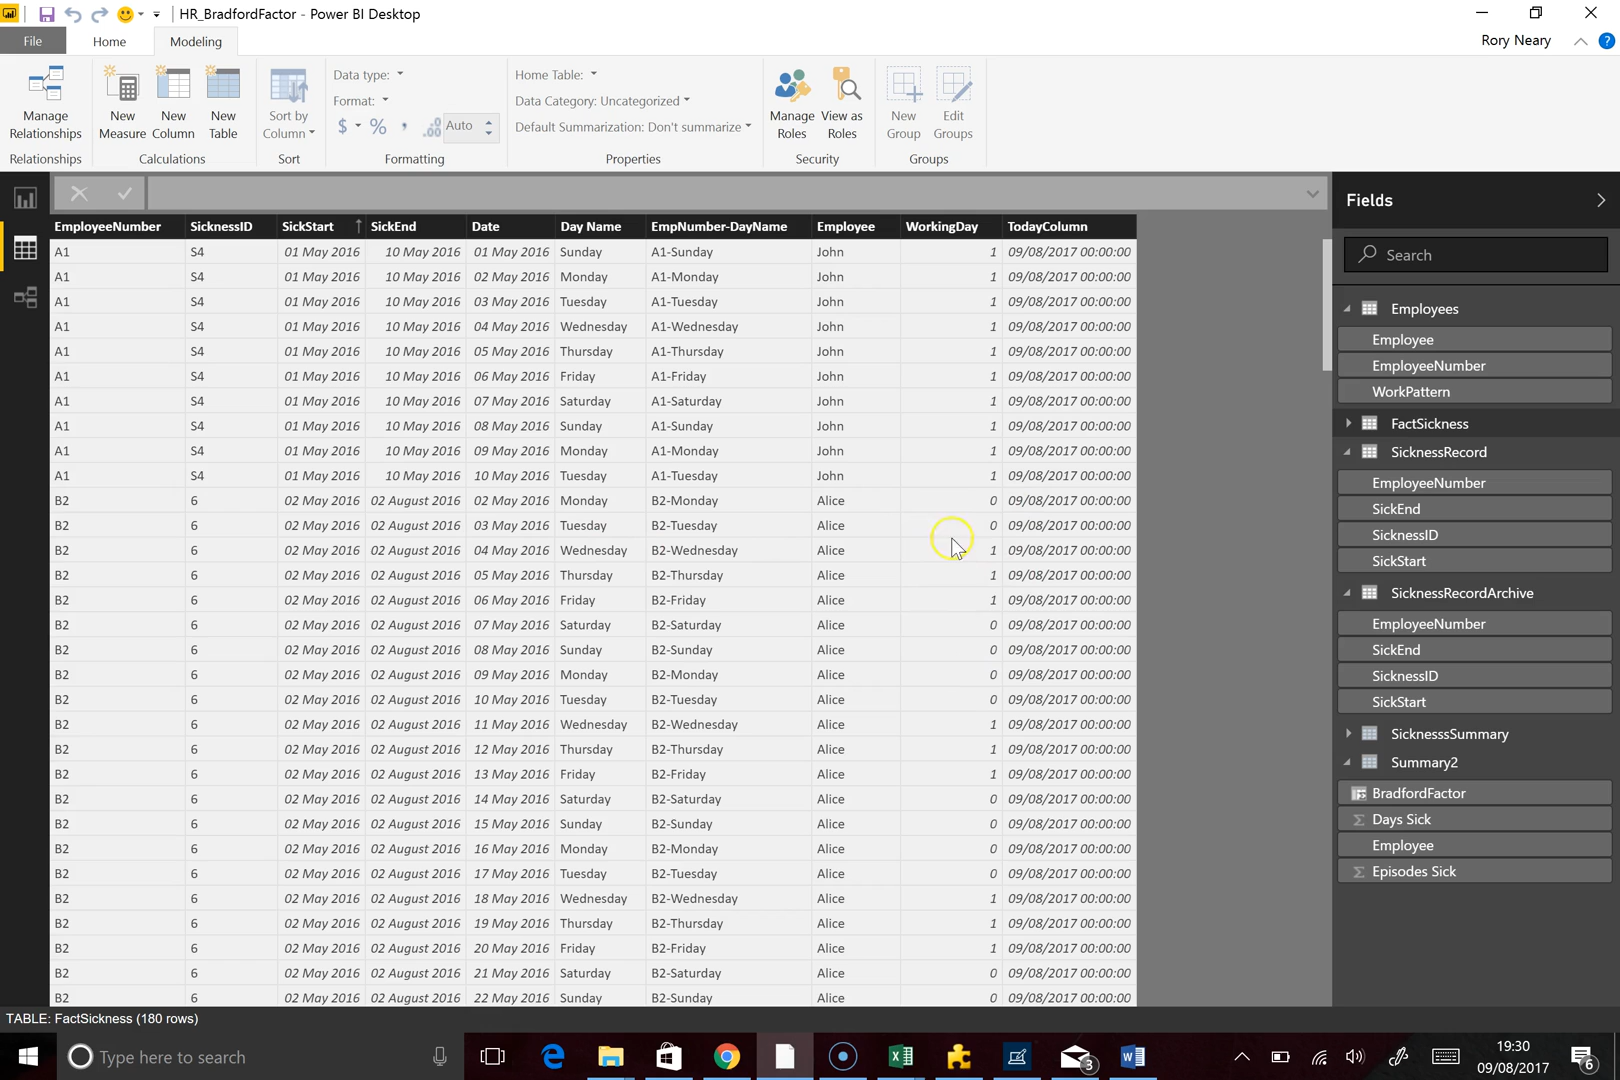 HR_BradfordFactor - Power BI Desktop
File Home Modeling Rory Neary ?
Manage Relationships
New Measure
New Column
New Table
Sort by Column
Data type:
Format:
$ % , Auto
Home Table:
Data Category: Uncategorized
Default Summarization: Don't summarize
Manage Roles
View as Roles
New Group
Edit Groups
Relationships Calculations Sort Formatting Properties Security Groups
EmployeeNumber SicknessID SickStart SickEnd Date Day Name EmpNumber-DayName Employee WorkingDay TodayColumn
A1 S4 01 May 2016 10 May 2016 01 May 2016 Sunday A1-Sunday John 1 09/08/2017 00:00:00
A1 S4 01 May 2016 10 May 2016 02 May 2016 Monday A1-Monday John 1 09/08/2017 00:00:00
A1 S4 01 May 2016 10 May 2016 03 May 2016 Tuesday A1-Tuesday John 1 09/08/2017 00:00:00
A1 S4 01 May 2016 10 May 2016 04 May 2016 Wednesday A1-Wednesday John 1 09/08/2017 00:00:00
A1 S4 01 May 2016 10 May 2016 05 May 2016 Thursday A1-Thursday John 1 09/08/2017 00:00:00
A1 S4 01 May 2016 10 May 2016 06 May 2016 Friday A1-Friday John 1 09/08/2017 00:00:00
A1 S4 01 May 2016 10 May 2016 07 May 2016 Saturday A1-Saturday John 1 09/08/2017 00:00:00
A1 S4 01 May 2016 10 May 2016 08 May 2016 Sunday A1-Sunday John 1 09/08/2017 00:00:00
A1 S4 01 May 2016 10 May 2016 09 May 2016 Monday A1-Monday John 1 09/08/2017 00:00:00
A1 S4 01 May 2016 10 May 2016 10 May 2016 Tuesday A1-Tuesday John 1 09/08/2017 00:00:00
B2 6 02 May 2016 02 August 2016 02 May 2016 Monday B2-Monday Alice 0 09/08/2017 00:00:00
B2 6 02 May 2016 02 August 2016 03 May 2016 Tuesday B2-Tuesday Alice 0 09/08/2017 00:00:00
B2 6 02 May 2016 02 August 2016 04 May 2016 Wednesday B2-Wednesday Alice 1 09/08/2017 00:00:00
B2 6 02 May 2016 02 August 2016 05 May 2016 Thursday B2-Thursday Alice 1 09/08/2017 00:00:00
B2 6 02 May 2016 02 August 2016 06 May 2016 Friday B2-Friday Alice 1 09/08/2017 00:00:00
B2 6 02 May 2016 02 August 2016 07 May 2016 Saturday B2-Saturday Alice 0 09/08/2017 00:00:00
B2 6 02 May 2016 02 August 2016 08 May 2016 Sunday B2-Sunday Alice 0 09/08/2017 00:00:00
B2 6 02 May 2016 02 August 2016 09 May 2016 Monday B2-Monday Alice 0 09/08/2017 00:00:00
B2 6 02 May 2016 02 August 2016 10 May 2016 Tuesday B2-Tuesday Alice 0 09/08/2017 00:00:00
B2 6 02 May 2016 02 August 2016 11 May 2016 Wednesday B2-Wednesday Alice 1 09/08/2017 00:00:00
B2 6 02 May 2016 02 August 2016 12 May 2016 Thursday B2-Thursday Alice 1 09/08/2017 00:00:00
B2 6 02 May 2016 02 August 2016 13 May 2016 Friday B2-Friday Alice 1 09/08/2017 00:00:00
B2 6 02 May 2016 02 August 2016 14 May 2016 Saturday B2-Saturday Alice 0 09/08/2017 00:00:00
B2 6 02 May 2016 02 August 2016 15 May 2016 Sunday B2-Sunday Alice 0 09/08/2017 00:00:00
B2 6 02 May 2016 02 August 2016 16 May 2016 Monday B2-Monday Alice 0 09/08/2017 00:00:00
B2 6 02 May 2016 02 August 2016 17 May 2016 Tuesday B2-Tuesday Alice 0 09/08/2017 00:00:00
B2 6 02 May 2016 02 August 2016 18 May 2016 Wednesday B2-Wednesday Alice 1 09/08/2017 00:00:00
B2 6 02 May 2016 02 August 2016 19 May 2016 Thursday B2-Thursday Alice 1 09/08/2017 00:00:00
B2 6 02 May 2016 02 August 2016 20 May 2016 Friday B2-Friday Alice 1 09/08/2017 00:00:00
B2 6 02 May 2016 02 August 2016 21 May 2016 Saturday B2-Saturday Alice 0 09/08/2017 00:00:00
B2 6 02 May 2016 02 August 2016 22 May 2016 Sunday B2-Sunday Alice 0 09/08/2017 00:00:00
Fields
Search
Employees
Employee
EmployeeNumber
WorkPattern
FactSickness
SicknessRecord
EmployeeNumber
SickEnd
SicknessID
SickStart
SicknessRecordArchive
EmployeeNumber
SickEnd
SicknessID
SickStart
SicknesssSummary
Summary2
BradfordFactor
Days Sick
Employee
Episodes Sick
TABLE: FactSickness (180 rows)
Type here to search
3
19:30
09/08/2017
6